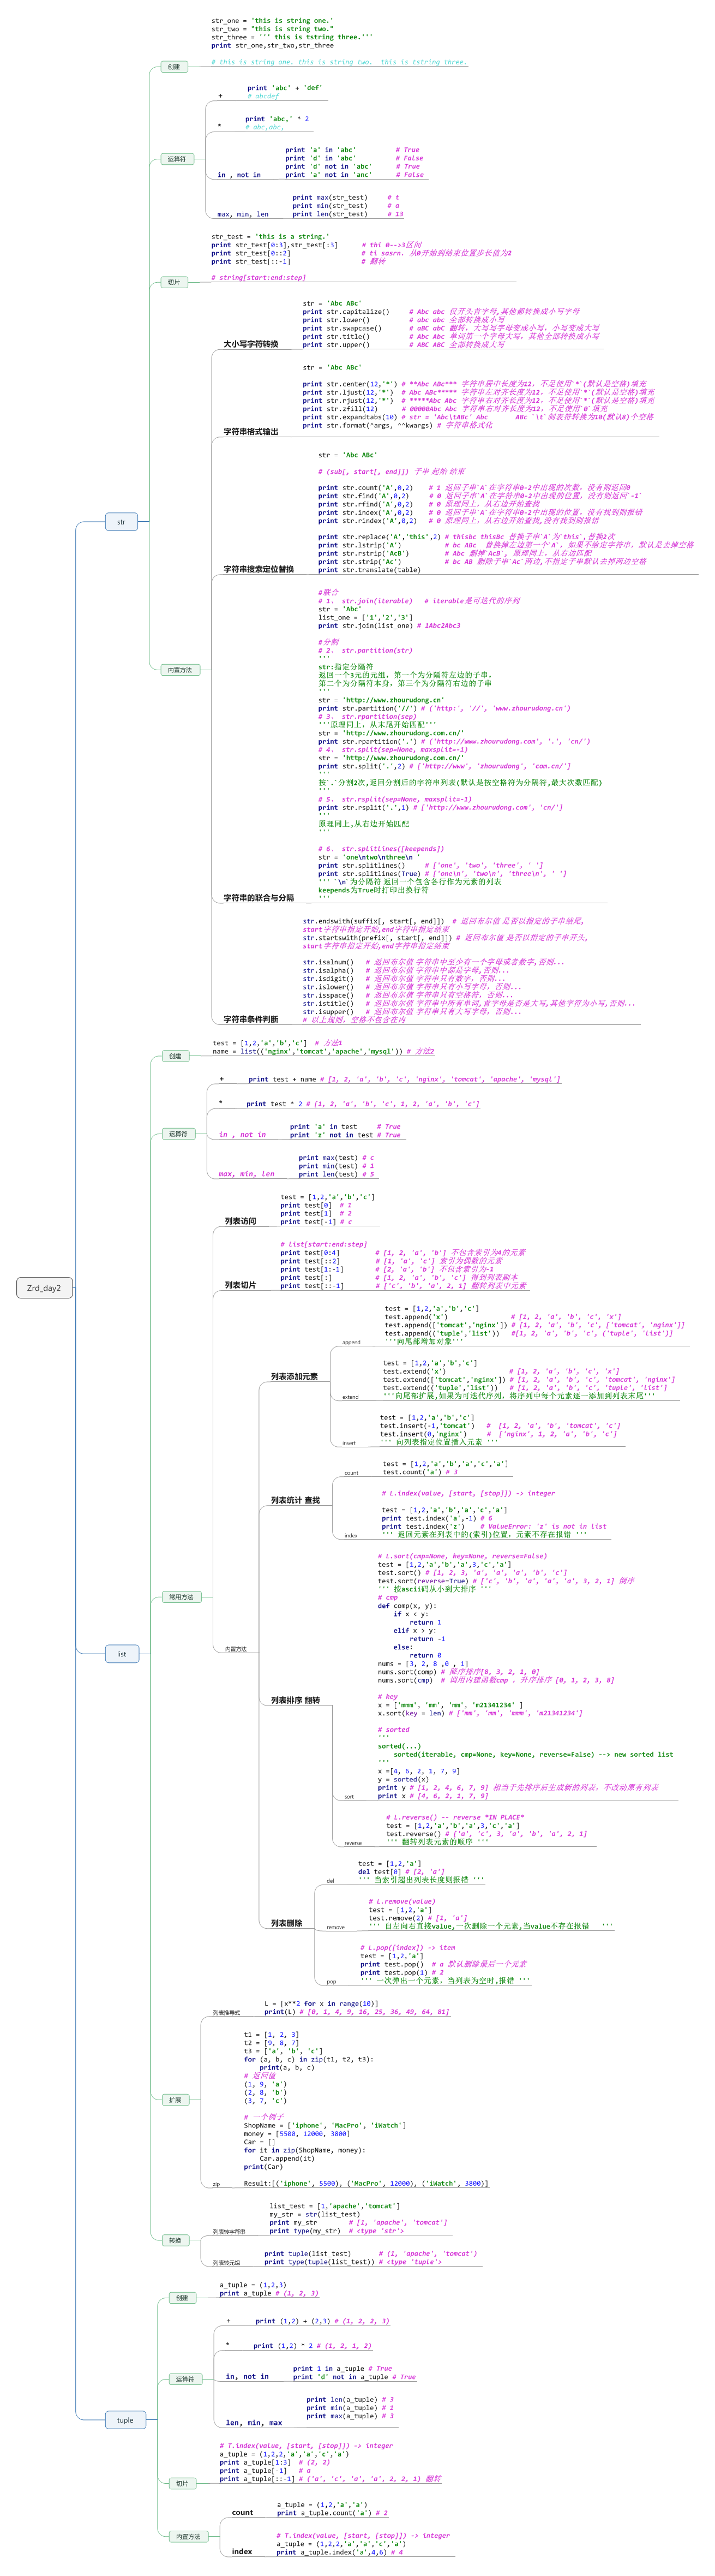 Zrd_day2
str
创建
str_one = 'this is string one.'
str_two = "this is string two."
str_three = ''' this is tstring three.'''
print str_one,str_two,str_three
# this is string one. this is string two.  this is tstring three.
运算符
+
print 'abc' + 'def'
# abcdef
*
print 'abc,' * 2
# abc,abc,
in , not in
print 'a' in 'abc'          # True
print 'd' in 'abc'          # False
print 'd' not in 'abc'      # True
print 'a' not in 'anc'      # False
max, min, len
print max(str_test)     # t
print min(str_test)     # a
print len(str_test)     # 13
切片
str_test = 'this is a string.'
print str_test[0:3],str_test[:3]      # thi 0-->3区间
print str_test[0::2]                  # ti sasrn. 从0开始到结束位置步长值为2
print str_test[::-1]                  # 翻转
# string[start:end:step]
内置方法
大小写字符转换
str = 'Abc ABc'
print str.capitalize()     # Abc abc 仅开头首字母,其他都转换成小写字母
print str.lower()          # abc abc 全部转换成小写
print str.swapcase()       # aBC abC 翻转, 大写写字母变成小写, 小写变成大写
print str.title()          # Abc Abc 单词第一个字母大写, 其他全部转换成小写
print str.upper()          # ABC ABC 全部转换成大写
字符串格式输出
str = 'Abc ABc'
print str.center(12,'*') # **Abc ABc*** 字符串居中长度为12, 不足使用`*`(默认是空格)填充
print str.ljust(12,'*')  # Abc ABc***** 字符串左对齐长度为12, 不足使用`*`(默认是空格)填充
print str.rjust(12,'*')  # *****Abc Abc 字符串右对齐长度为12, 不足使用`*`(默认是空格)填充
print str.zfill(12)      # 00000Abc Abc 字符串右对齐长度为12, 不足使用`0`填充
print str.expandtabs(10) # str = 'Abc\tABc' Abc       ABc `\t`制表符转换为10(默认8)个空格
print str.format(^args, ^^kwargs) # 字符串格式化
字符串搜索定位替换
str = 'Abc ABc'
# (sub[, start[, end]]) 子串 起始 结束
print str.count('A',0,2)    # 1 返回子串`A`在字符串0-2中出现的次数, 没有则返回0
print str.find('A',0,2)     # 0 返回子串`A`在字符串0-2中出现的位置, 没有则返回`-1`
print str.rfind('A',0,2)    # 0 原理同上, 从右边开始查找
print str.index('A',0,2)    # 0 返回子串`A`在字符串0-2中出现的位置, 没有找到则报错
print str.rindex('A',0,2)   # 0 原理同上, 从右边开始查找,没有找到则报错
print str.replace('A','this',2) # thisbc thisBc 替换子串`A`为`this`,替换2次
print str.lstrip('A')           # bc ABc  替换掉左边第一个`A`, 如果不给定字符串, 默认是去掉空格
print str.rstrip('AcB')         # Abc 删掉`AcB`, 原理同上, 从右边匹配
print str.strip('Ac')           # bc AB 删除子串`Ac`两边,不指定子串默认去掉两边空格
print str.translate(table)
字符串的联合与分隔
#联合
# 1.  str.join(iterable)   # iterable是可迭代的序列
str = 'Abc'
list_one = ['1','2','3']
print str.join(list_one) # 1Abc2Abc3
#分割
# 2.  str.partition(str)
'''
str:指定分隔符
返回一个3元的元组, 第一个为分隔符左边的子串,
第二个为分隔符本身, 第三个为分隔符右边的子串
'''
str = 'http://www.zhourudong.cn'
print str.partition('//') # ('http:', '//', 'www.zhourudong.cn')
# 3.  str.rpartition(sep)
'''原理同上, 从末尾开始匹配'''
str = 'http://www.zhourudong.com.cn/'
print str.rpartition('.') # ('http://www.zhourudong.com', '.', 'cn/')
# 4.  str.split(sep=None, maxsplit=-1)
str = 'http://www.zhourudong.com.cn/'
print str.split('.',2) # ['http://www', 'zhourudong', 'com.cn/']
'''
按`.`分割2次,返回分割后的字符串列表(默认是按空格符为分隔符,最大次数匹配)
'''
# 5.  str.rsplit(sep=None, maxsplit=-1)
print str.rsplit('.',1) # ['http://www.zhourudong.com', 'cn/']
'''
原理同上,从右边开始匹配
'''
# 6.  str.splitlines([keepends])
str = 'one\ntwo\nthree\n '
print str.splitlines()     # ['one', 'two', 'three', ' ']
print str.splitlines(True) # ['one\n', 'two\n', 'three\n', ' ']
''' `\n`为分隔符 返回一个包含各行作为元素的列表
keepends为True时打印出换行符
'''
字符串条件判断
str.endswith(suffix[, start[, end]])  # 返回布尔值 是否以指定的子串结尾,
start字符串指定开始,end字符串指定结束
str.startswith(prefix[, start[, end]]) # 返回布尔值 是否以指定的子串开头,
start字符串指定开始,end字符串指定结束
str.isalnum()   # 返回布尔值 字符串中至少有一个字母或者数字,否则...
str.isalpha()   # 返回布尔值 字符串中都是字母,否则...
str.isdigit()   # 返回布尔值 字符串只有数字, 否则...
str.islower()   # 返回布尔值 字符串只有小写字母, 否则...
str.isspace()   # 返回布尔值 字符串只有空格符, 否则...
str.istitle()   # 返回布尔值 字符串中所有单词,首字母是否是大写,其他字符为小写,否则...
str.isupper()   # 返回布尔值 字符串只有大写字母, 否则...
# 以上规则, 空格不包含在内
list
创建
test = [1,2,'a','b','c']  # 方法1
name = list(('nginx','tomcat','apache','mysql')) # 方法2
运算符
+
print test + name # [1, 2, 'a', 'b', 'c', 'nginx', 'tomcat', 'apache', 'mysql']
*
print test * 2 # [1, 2, 'a', 'b', 'c', 1, 2, 'a', 'b', 'c']
in , not in
print 'a' in test     # True
print 'z' not in test # True
max, min, len
print max(test) # c
print min(test) # 1
print len(test) # 5
常用方法
列表访问
test = [1,2,'a','b','c']
print test[0]  # 1
print test[1]  # 2
print test[-1] # c
列表切片
# list[start:end:step]
print test[0:4]         # [1, 2, 'a', 'b'] 不包含索引为4的元素
print test[::2]         # [1, 'a', 'c'] 索引为偶数的元素
print test[1:-1]        # [2, 'a', 'b'] 不包含索引为-1
print test[:]           # [1, 2, 'a', 'b', 'c'] 得到列表副本
print test[::-1]        # ['c', 'b', 'a', 2, 1] 翻转列表中元素
内置方法
列表添加元素
append
test = [1,2,'a','b','c']
test.append('x')                # [1, 2, 'a', 'b', 'c', 'x']
test.append(['tomcat','nginx']) # [1, 2, 'a', 'b', 'c', ['tomcat', 'nginx']]
test.append(('tuple','list'))   #[1, 2, 'a', 'b', 'c', ('tuple', 'list')]
'''向尾部增加对象'''
extend
test = [1,2,'a','b','c']
test.extend('x')                # [1, 2, 'a', 'b', 'c', 'x']
test.extend(['tomcat','nginx']) # [1, 2, 'a', 'b', 'c', 'tomcat', 'nginx']
test.extend(('tuple','list'))   # [1, 2, 'a', 'b', 'c', 'tuple', 'list']
'''向尾部扩展,如果为可迭代序列, 将序列中每个元素逐一添加到列表末尾'''
insert
test = [1,2,'a','b','c']
test.insert(-1,'tomcat')   #  [1, 2, 'a', 'b', 'tomcat', 'c']
test.insert(0,'nginx')     #  ['nginx', 1, 2, 'a', 'b', 'c']
''' 向列表指定位置插入元素 '''
列表统计 查找
count
test = [1,2,'a','b','a','c','a']
test.count('a') # 3
index
# L.index(value, [start, [stop]]) -> integer
test = [1,2,'a','b','a','c','a']
print test.index('a',-1) # 6
print test.index('z')    # ValueError: 'z' is not in list
''' 返回元素在列表中的(索引)位置, 元素不存在报错 '''
列表排序 翻转
sort
# L.sort(cmp=None, key=None, reverse=False)
test = [1,2,'a','b','a',3,'c','a']
test.sort() # [1, 2, 3, 'a', 'a', 'a', 'b', 'c']
test.sort(reverse=True) # ['c', 'b', 'a', 'a', 'a', 3, 2, 1] 倒序
''' 按ascii码从小到大排序 '''
# cmp
def comp(x, y):
    if x < y:
        return 1
    elif x > y:
        return -1
    else:
        return 0
nums = [3, 2, 8 ,0 , 1]
nums.sort(comp) # 降序排序[8, 3, 2, 1, 0]
nums.sort(cmp)  # 调用内建函数cmp , 升序排序 [0, 1, 2, 3, 8]
# key
x = ['mmm', 'mm', 'mm', 'm21341234' ]
x.sort(key = len) # ['mm', 'mm', 'mmm', 'm21341234']
# sorted
'''
sorted(...)
    sorted(iterable, cmp=None, key=None, reverse=False) --> new sorted list
'''
x =[4, 6, 2, 1, 7, 9]
y = sorted(x)
print y # [1, 2, 4, 6, 7, 9] 相当于先排序后生成新的列表, 不改动原有列表
print x # [4, 6, 2, 1, 7, 9]
reverse
# L.reverse() -- reverse *IN PLACE*
test = [1,2,'a','b','a',3,'c','a']
test.reverse() # ['a', 'c', 3, 'a', 'b', 'a', 2, 1]
''' 翻转列表元素的顺序 '''
列表删除
del
test = [1,2,'a']
del test[0] # [2, 'a']
''' 当索引超出列表长度则报错 '''
remove
# L.remove(value)
test = [1,2,'a']
test.remove(2) # [1, 'a']
''' 自左向右直接value,一次删除一个元素,当value不存在报错   '''
pop
# L.pop([index]) -> item
test = [1,2,'a']
print test.pop()  # a 默认删除最后一个元素
print test.pop(1) # 2
''' 一次弹出一个元素, 当列表为空时,报错 '''
扩展
列表推导式
L = [x**2 for x in range(10)]
print(L) # [0, 1, 4, 9, 16, 25, 36, 49, 64, 81]
zip
t1 = [1, 2, 3]
t2 = [9, 8, 7]
t3 = ['a', 'b', 'c']
for (a, b, c) in zip(t1, t2, t3):
    print(a, b, c)
# 返回值
(1, 9, 'a')
(2, 8, 'b')
(3, 7, 'c')
# 一个例子
ShopName = ['iphone', 'MacPro', 'iWatch']
money = [5500, 12000, 3800]
Car = []
for it in zip(ShopName, money):
    Car.append(it)
print(Car)
Result:[('iphone', 5500), ('MacPro', 12000), ('iWatch', 3800)]
转换
列表转字符串
list_test = [1,'apache','tomcat']
my_str = str(list_test)
print my_str        # [1, 'apache', 'tomcat']
print type(my_str)  # <type 'str'>
列表转元组
print tuple(list_test)       # (1, 'apache', 'tomcat')
print type(tuple(list_test)) # <type 'tuple'>
tuple
创建
a_tuple = (1,2,3)
print a_tuple # (1, 2, 3)
运算符
+
print (1,2) + (2,3) # (1, 2, 2, 3)
*
print (1,2) * 2 # (1, 2, 1, 2)
in, not in
print 1 in a_tuple # True
print 'd' not in a_tuple # True
len, min, max
print len(a_tuple) # 3
print min(a_tuple) # 1
print max(a_tuple) # 3
切片
# T.index(value, [start, [stop]]) -> integer
a_tuple = (1,2,2,'a','a','c','a')
print a_tuple[1:3]  # (2, 2)
print a_tuple[-1]   # a
print a_tuple[::-1] # ('a', 'c', 'a', 'a', 2, 2, 1) 翻转
内置方法
count
a_tuple = (1,2,'a','a')
print a_tuple.count('a') # 2
index
# T.index(value, [start, [stop]]) -> integer
a_tuple = (1,2,2,'a','a','c','a')
print a_tuple.index('a',4,6) # 4